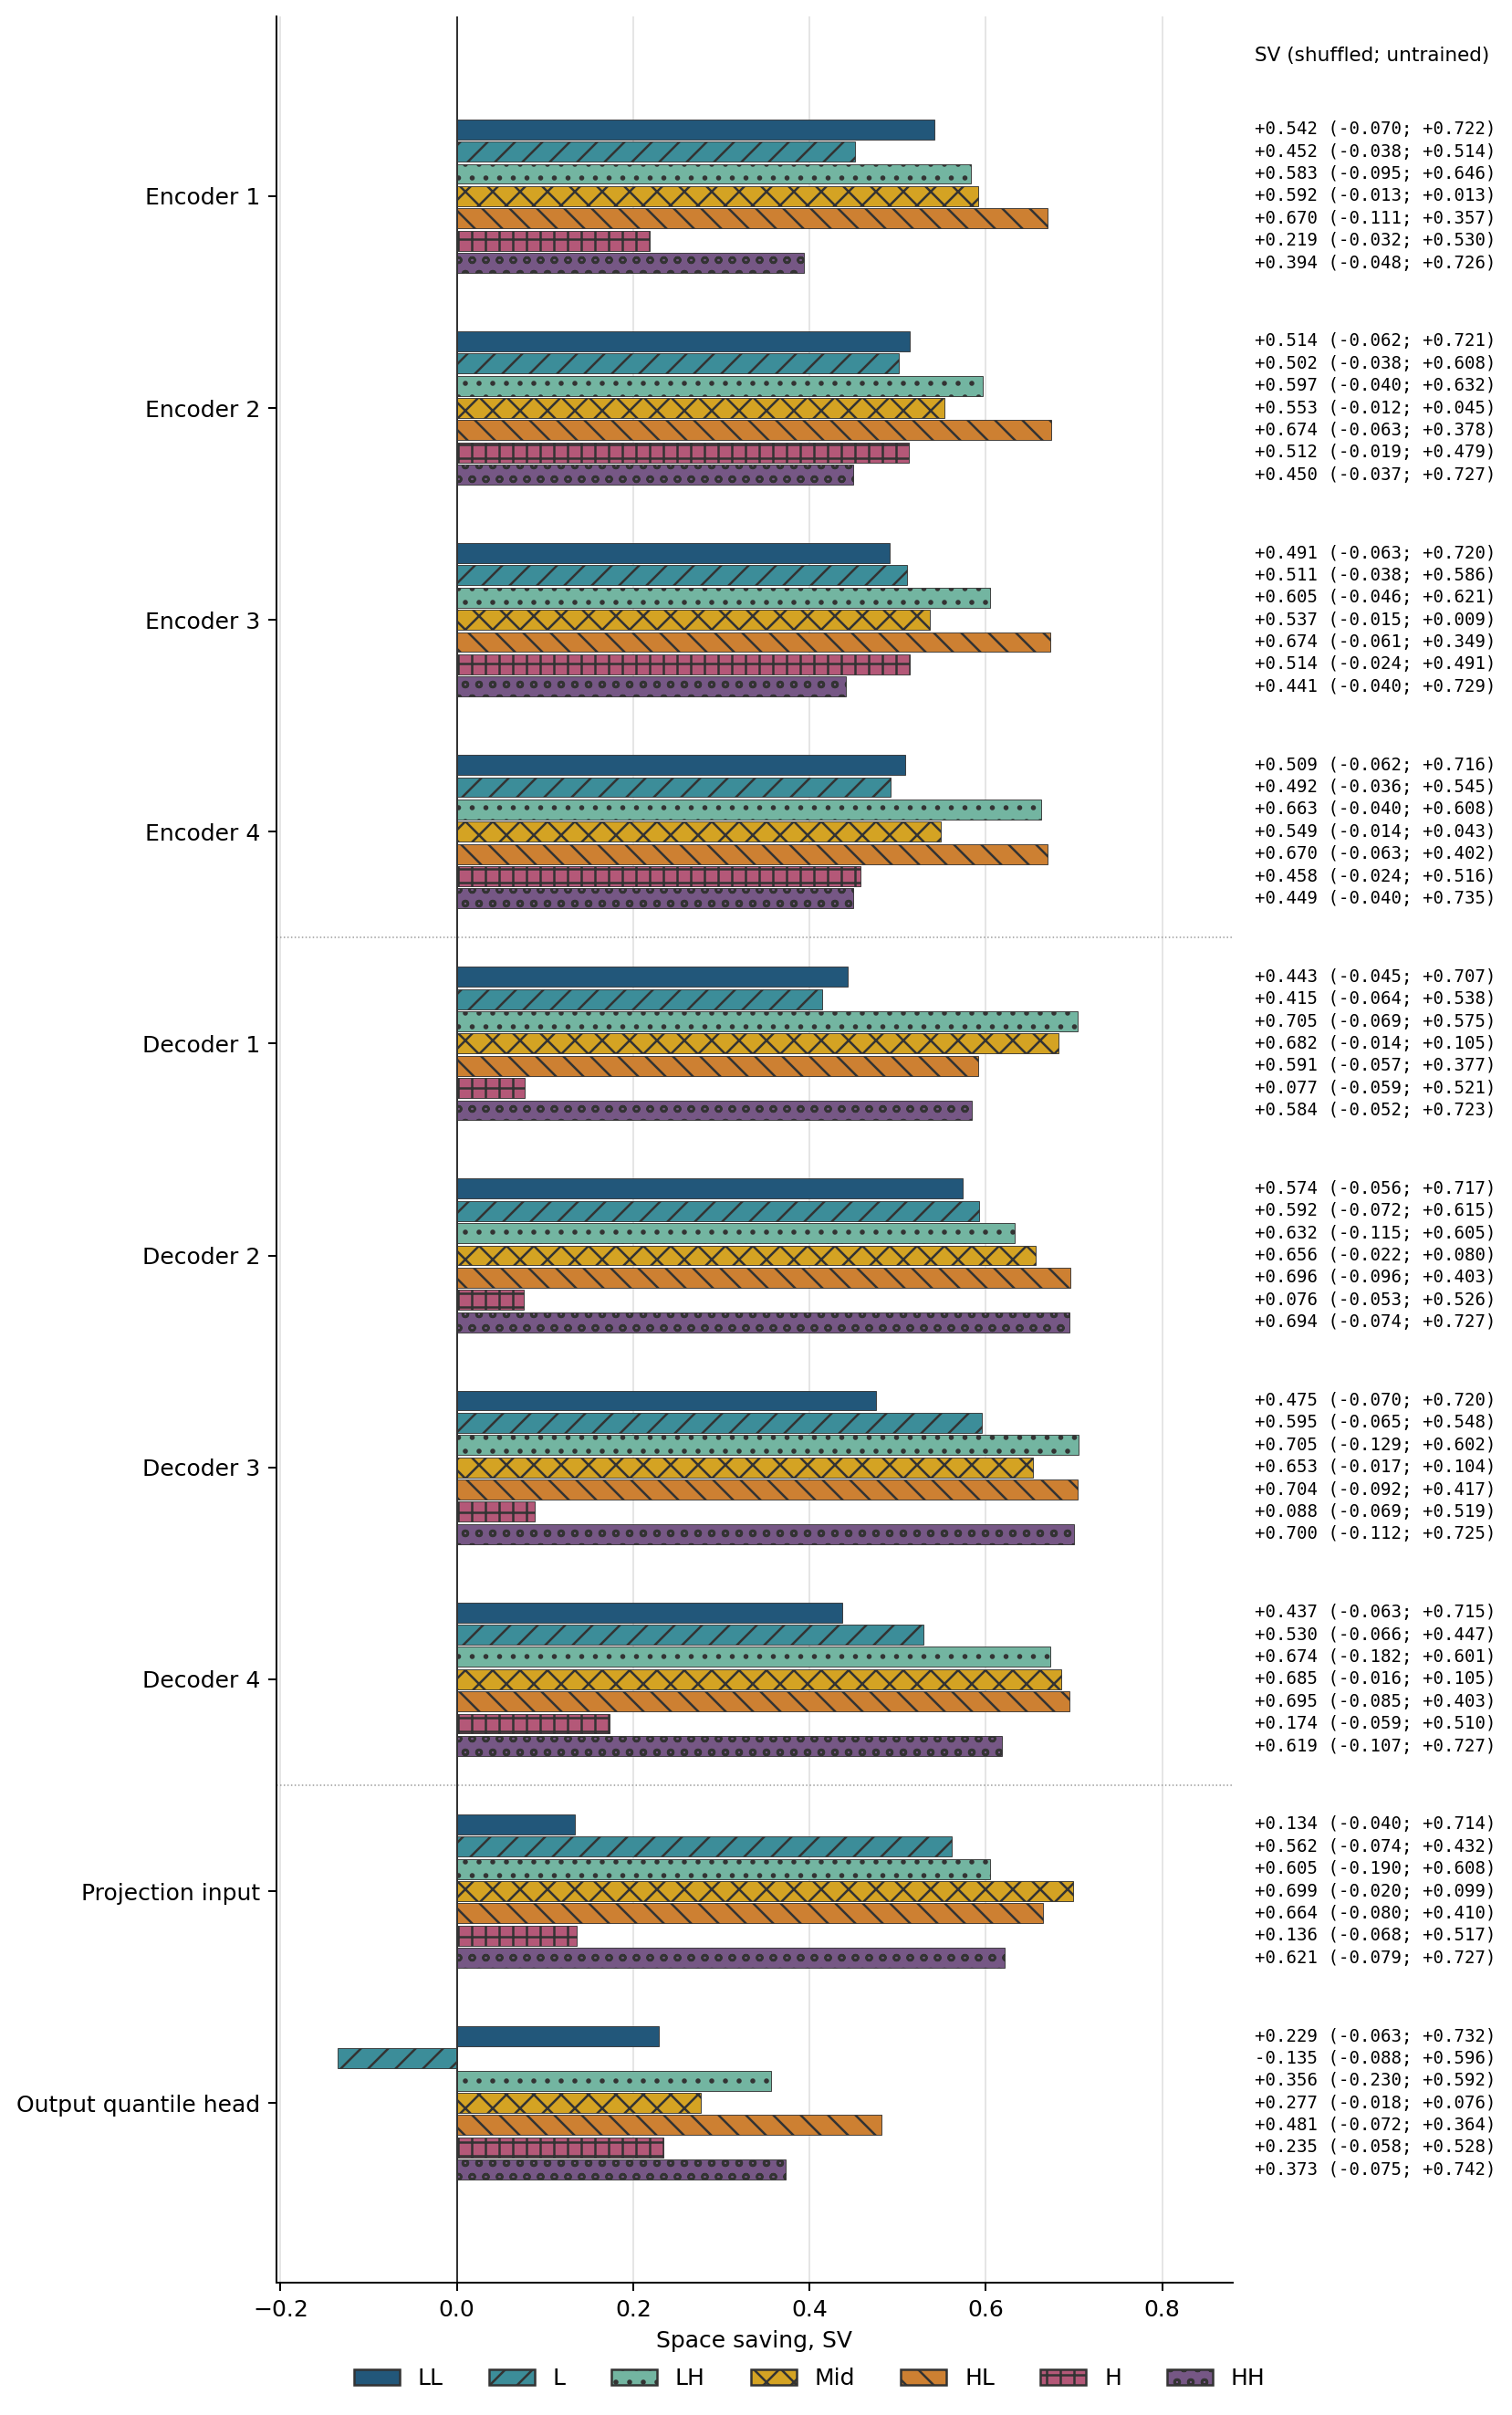 SV (shuffled; untrained)
Encoder 1
+0.542 (-0.070; +0.722)
+0.452 (-0.038; +0.514)
+0.583 (-0.095; +0.646)
+0.592 (-0.013; +0.013)
+0.670 (-0.111; +0.357)
+0.219 (-0.032; +0.530)
+0.394 (-0.048; +0.726)
Encoder 2
+0.514 (-0.062; +0.721)
+0.502 (-0.038; +0.608)
+0.597 (-0.040; +0.632)
+0.553 (-0.012; +0.045)
+0.674 (-0.063; +0.378)
+0.512 (-0.019; +0.479)
+0.450 (-0.037; +0.727)
Encoder 3
+0.491 (-0.063; +0.720)
+0.511 (-0.038; +0.586)
+0.605 (-0.046; +0.621)
+0.537 (-0.015; +0.009)
+0.674 (-0.061; +0.349)
+0.514 (-0.024; +0.491)
+0.441 (-0.040; +0.729)
Encoder 4
+0.509 (-0.062; +0.716)
+0.492 (-0.036; +0.545)
+0.663 (-0.040; +0.608)
+0.549 (-0.014; +0.043)
+0.670 (-0.063; +0.402)
+0.458 (-0.024; +0.516)
+0.449 (-0.040; +0.735)
Decoder 1
+0.443 (-0.045; +0.707)
+0.415 (-0.064; +0.538)
+0.705 (-0.069; +0.575)
+0.682 (-0.014; +0.105)
+0.591 (-0.057; +0.377)
+0.077 (-0.059; +0.521)
+0.584 (-0.052; +0.723)
Decoder 2
+0.574 (-0.056; +0.717)
+0.592 (-0.072; +0.615)
+0.632 (-0.115; +0.605)
+0.656 (-0.022; +0.080)
+0.696 (-0.096; +0.403)
+0.076 (-0.053; +0.526)
+0.694 (-0.074; +0.727)
Decoder 3
+0.475 (-0.070; +0.720)
+0.595 (-0.065; +0.548)
+0.705 (-0.129; +0.602)
+0.653 (-0.017; +0.104)
+0.704 (-0.092; +0.417)
+0.088 (-0.069; +0.519)
+0.700 (-0.112; +0.725)
Decoder 4
+0.437 (-0.063; +0.715)
+0.530 (-0.066; +0.447)
+0.674 (-0.182; +0.601)
+0.685 (-0.016; +0.105)
+0.695 (-0.085; +0.403)
+0.174 (-0.059; +0.510)
+0.619 (-0.107; +0.727)
Projection input
+0.134 (-0.040; +0.714)
+0.562 (-0.074; +0.432)
+0.605 (-0.190; +0.608)
+0.699 (-0.020; +0.099)
+0.664 (-0.080; +0.410)
+0.136 (-0.068; +0.517)
+0.621 (-0.079; +0.727)
Output quantile head
+0.229 (-0.063; +0.732)
-0.135 (-0.088; +0.596)
+0.356 (-0.230; +0.592)
+0.277 (-0.018; +0.076)
+0.481 (-0.072; +0.364)
+0.235 (-0.058; +0.528)
+0.373 (-0.075; +0.742)
−0.2 0.0 0.2 0.4 0.6 0.8
Space saving, SV
LL L LH Mid HL H HH